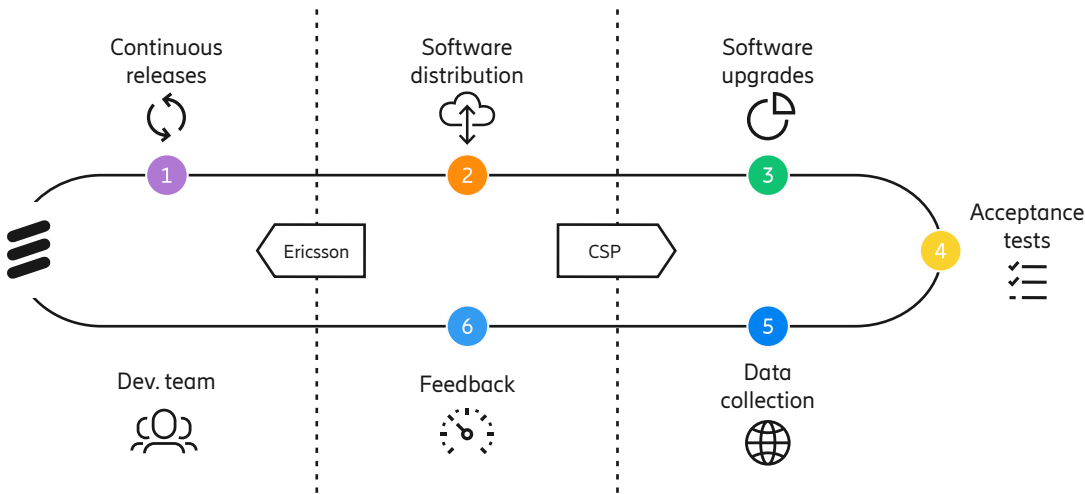 Continuous
releases
Software
distribution
Software
upgrades
1
2
3
Ericsson
CSP
Acceptance
tests
4
6
5
Dev. team
Feedback
Data
collection